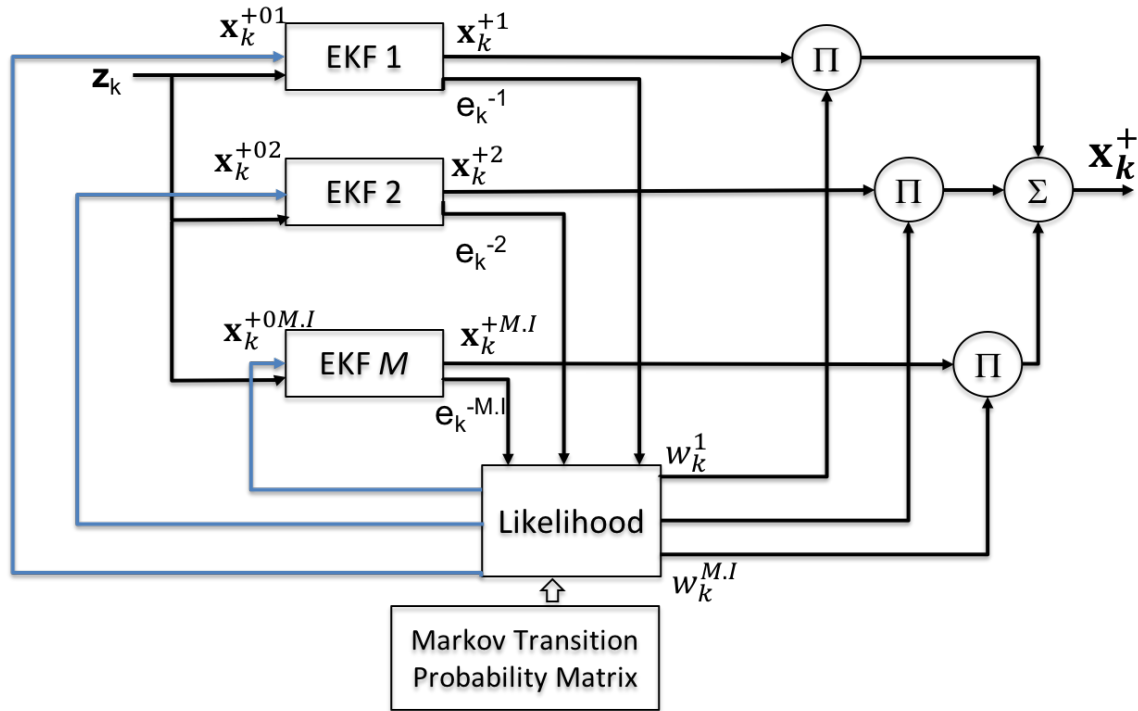 x_k^{+01}
EKF 1
x_k^{+1}
Π
z_k
e_k^{-1}
x_k^{+02}
EKF 2
x_k^{+2}
Π
Σ
x_k^+
e_k^{-2}
x_k^{+0M.I}
EKF M
x_k^{+M.I}
Π
e_k^{-M.I}
w_k^1
Likelihood
w_k^{M.I}
Markov Transition
Probability Matrix